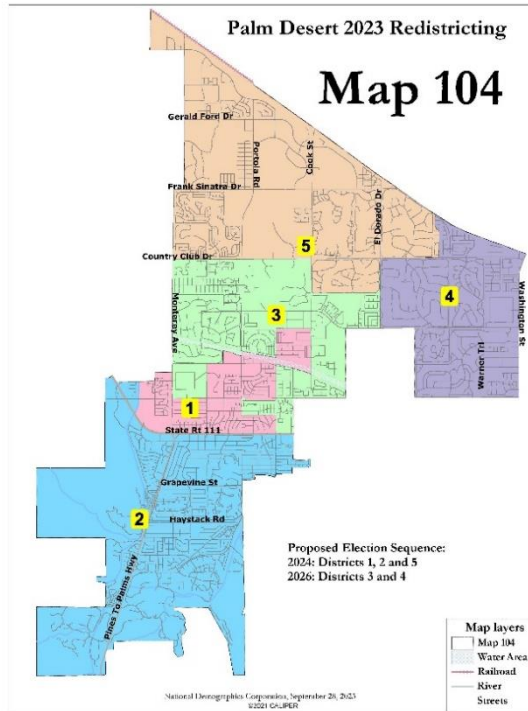 Palm Desert 2023 Redistricting
Map 104
Gerald Ford Dr
Portola Rd
Cook St
Frank Sinatra Dr
El Dorado Dr
5
Country Club Dr
4
Washington St
Monterey Ave
3
Warner Trl
1
State Rt 111
Grapevine St
2
Haystack Rd
Pines To Palms Hwy
Proposed Election Sequence:
2024: Districts 1, 2 and 5
2026: Districts 3 and 4
Map layers
Map 104
Water Area
Railroad
River
Streets
National Demographics Corporation, September 28, 2023
©2021 CALIPER